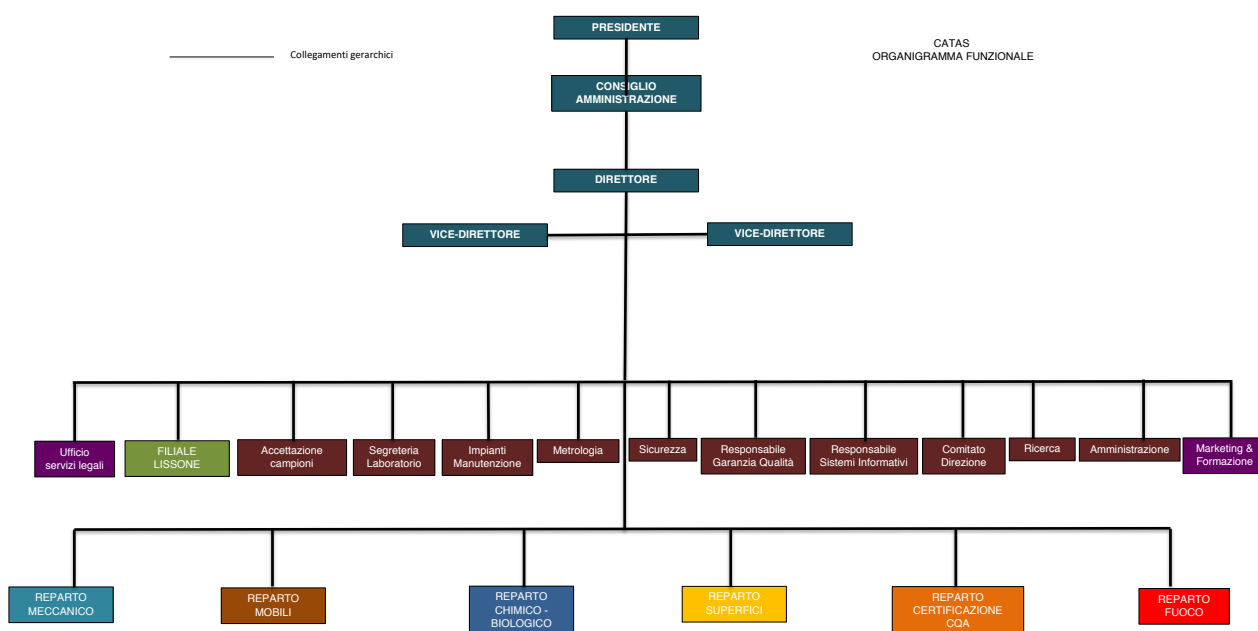 PRESIDENTE
Collegamenti gerarchici
CATAS
ORGANIGRAMMA FUNZIONALE
CONSIGLIO
AMMINISTRAZIONE
DIRETTORE
VICE-DIRETTORE
VICE-DIRETTORE
Ufficio
servizi legali
FILIALE
LISSONE
Accettazione
campioni
Segreteria
Laboratorio
Impianti
Manutenzione
Metrologia
Sicurezza
Responsabile
Garanzia Qualità
Responsabile
Sistemi Informativi
Comitato
Direzione
Ricerca
Amministrazione
Marketing &
Formazione
REPARTO
MECCANICO
REPARTO
MOBILI
REPARTO
CHIMICO -
BIOLOGICO
REPARTO
SUPERFICI
REPARTO
CERTIFICAZIONE
CQA
REPARTO
FUOCO